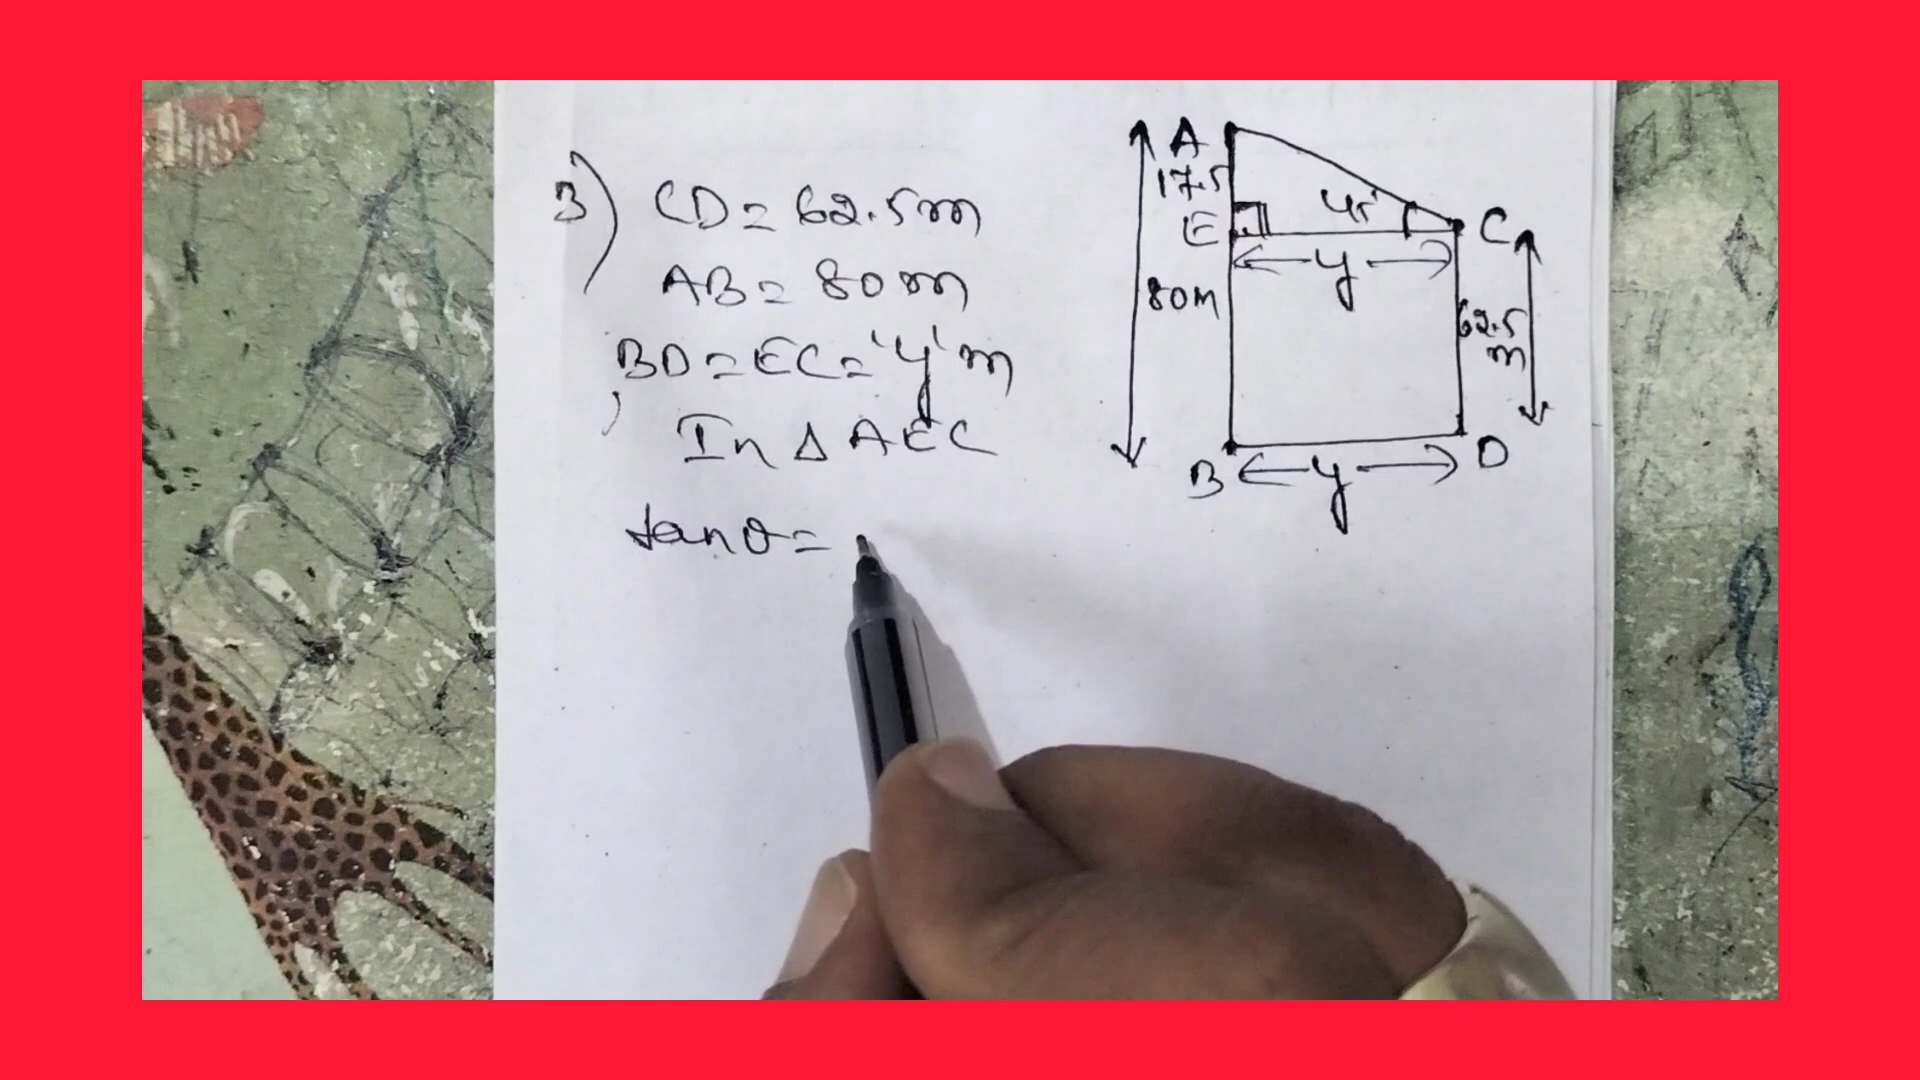 3) CD = 62.5m
AB = 80m
BD = EC = 'y' m
In Δ AEC
tanθ =
A
17.5
E
45°
C
y
80m
62.5
m
B
y
D